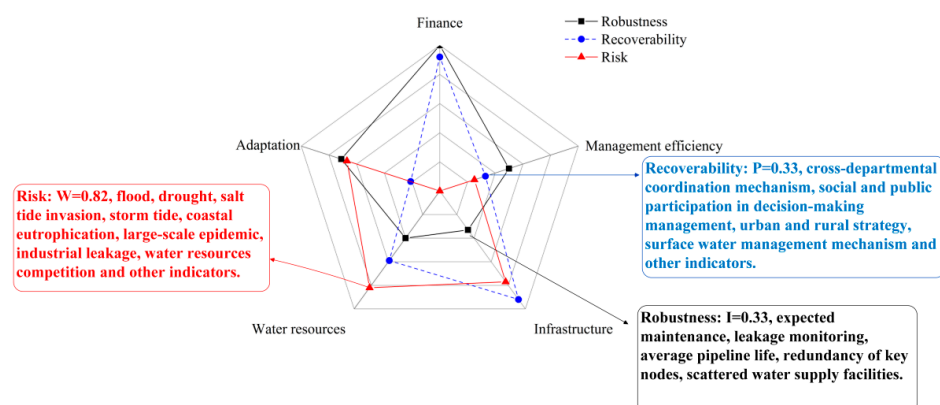 Finance
Robustness
Recoverability
Risk
Adaptation
Management efficiency
Risk: W=0.82, flood, drought, salt
tide invasion, storm tide, coastal
eutrophication, large-scale epidemic,
industrial leakage, water resources
competition and other indicators.
Recoverability: P=0.33, cross-departmental
coordination mechanism, social and public
participation in decision-making
management, urban and rural strategy,
surface water management mechanism and
other indicators.
Water resources
Infrastructure
Robustness: I=0.33, expected
maintenance, leakage monitoring,
average pipeline life, redundancy of key
nodes, scattered water supply facilities.